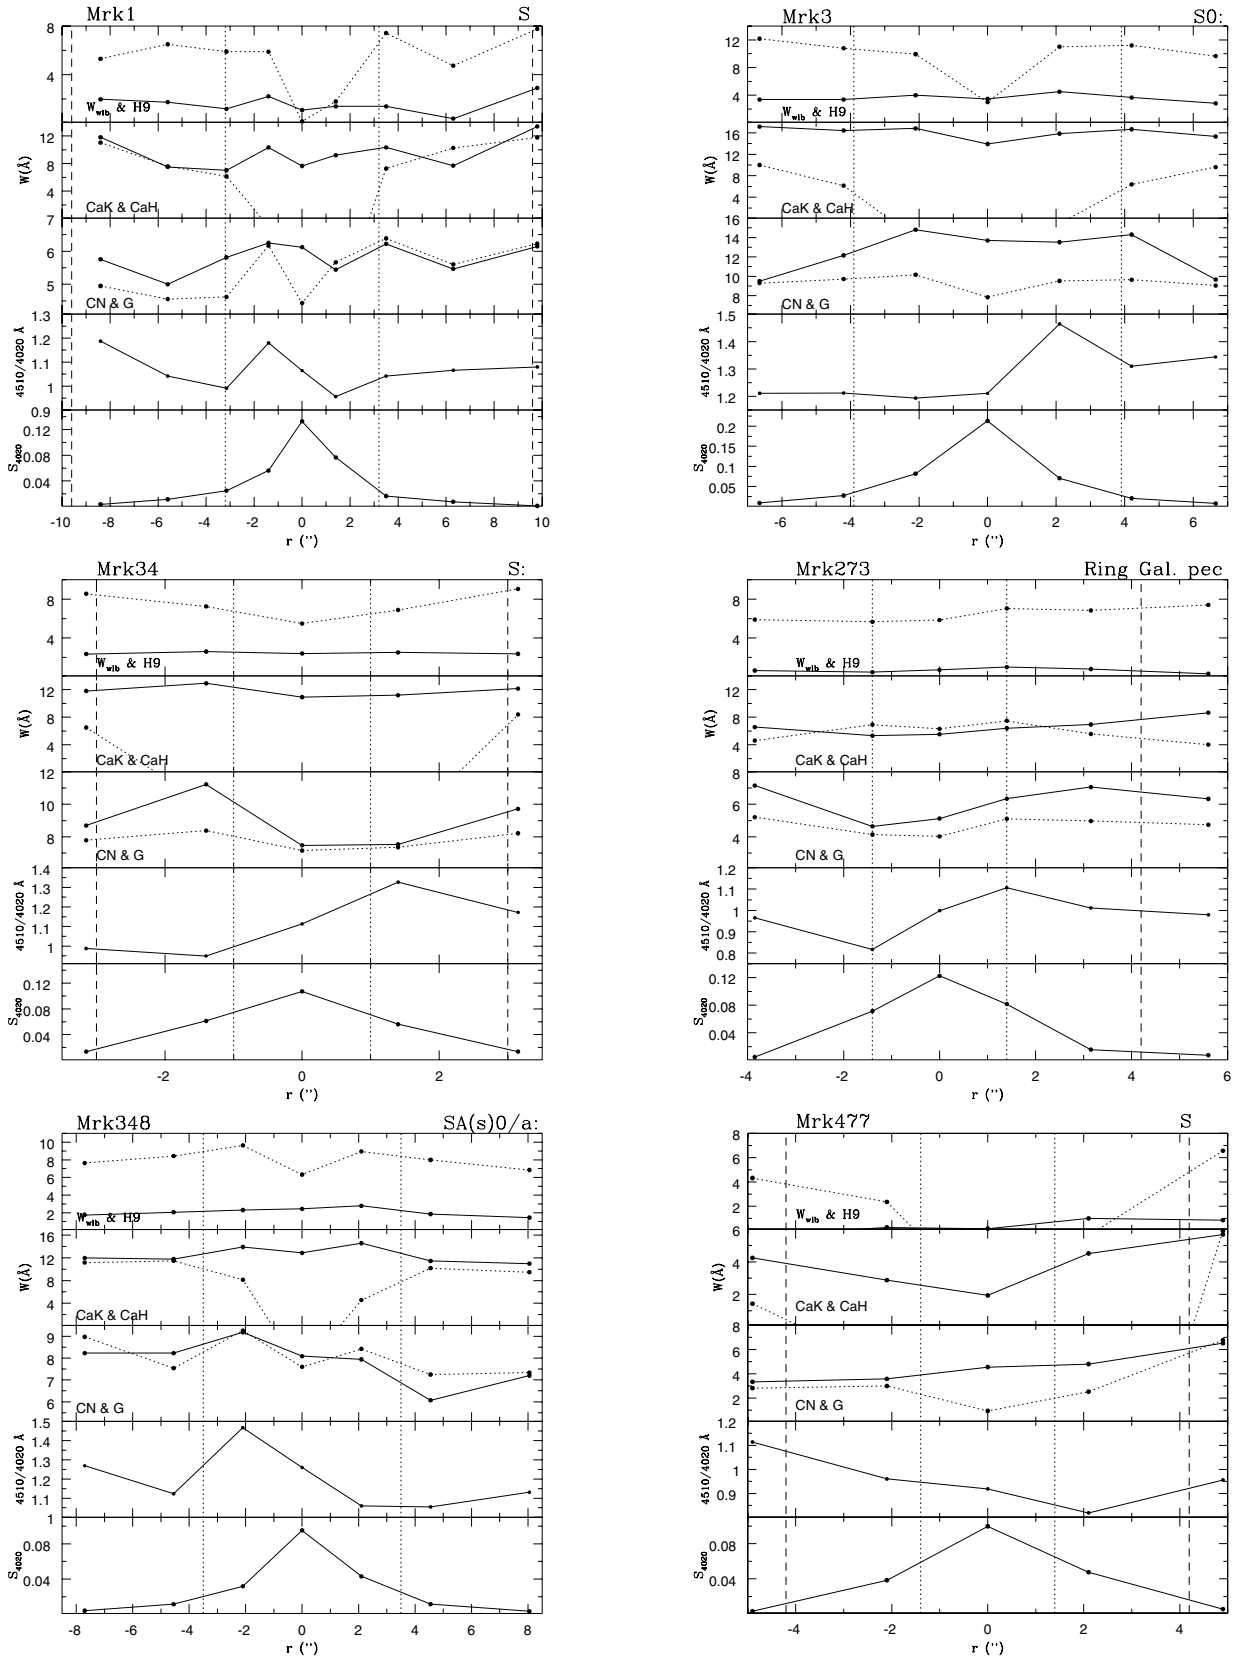 Mrk1 S
8
4
W_wlb & H9
12
8
4
W(Å)
CaK & CaH
7
6
5
CN & G
1.3
1.2
1.1
1
4510/4020 Å
0.9
0.12
0.08
0.04
S_4020
-10 -8 -6 -4 -2 0 2 4 6 8 10
r (")
Mrk3 S0:
12
8
4
W_wlb & H9
16
12
8
4
W(Å)
CaK & CaH
16
14
12
10
8
CN & G
1.5
1.4
1.3
1.2
4510/4020 Å
0.2
0.15
0.1
0.05
S_4020
-6 -4 -2 0 2 4 6
r (")
Mrk34 S:
8
4
W_wlb & H9
12
8
4
W(Å)
CaK & CaH
12
10
8
CN & G
1.4
1.3
1.2
1.1
1
4510/4020 Å
0.12
0.08
0.04
S_4020
-2 0 2
r (")
Mrk273 Ring Gal. pec
8
4
W_wlb & H9
12
8
4
W(Å)
CaK & CaH
8
6
4
CN & G
1.2
1.1
1
0.9
0.8
4510/4020 Å
0.12
0.08
0.04
S_4020
-4 -2 0 2 4 6
r (")
Mrk348 SA(s)0/a:
10
8
6
4
2
W_wlb & H9
16
12
8
4
W(Å)
CaK & CaH
9
8
7
6
CN & G
1.5
1.4
1.3
1.2
1.1
1
4510/4020 Å
0.08
0.04
S_4020
-8 -6 -4 -2 0 2 4 6 8
r (")
Mrk477 S
8
6
4
2
W_wlb & H9
6
4
2
W(Å)
CaK & CaH
8
6
4
2
CN & G
1.2
1.1
1
0.9
4510/4020 Å
0.08
0.04
S_4020
-4 -2 0 2 4
r (")